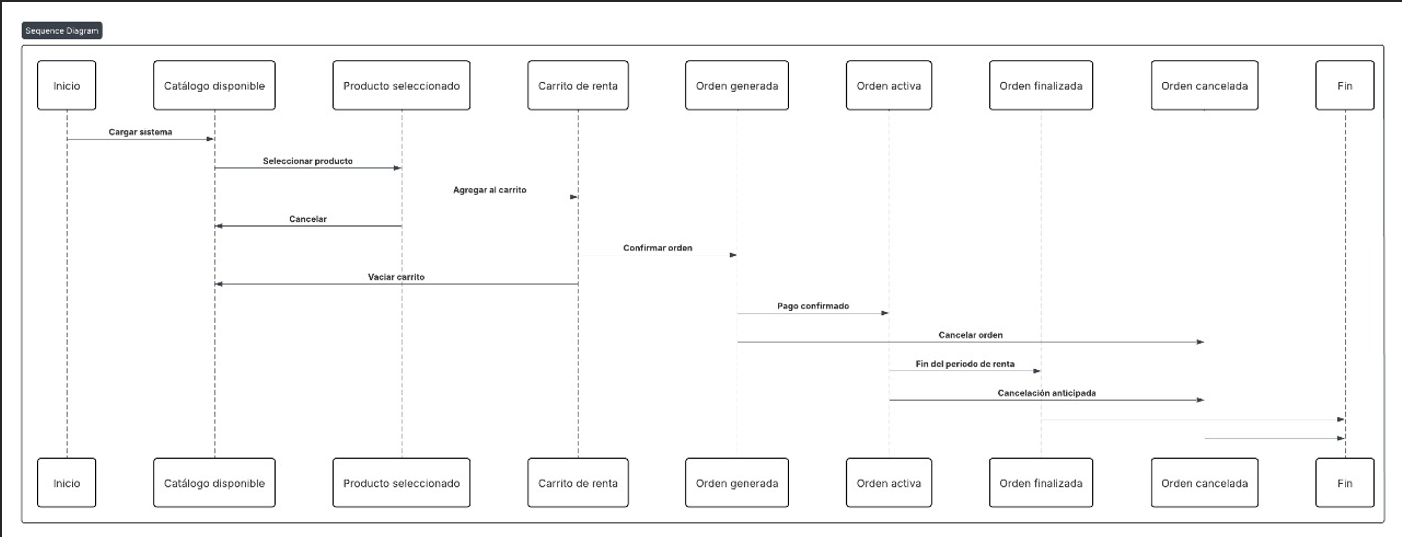 Sequence Diagram
Inicio
Catálogo disponible
Producto seleccionado
Carrito de renta
Orden generada
Orden activa
Orden finalizada
Orden cancelada
Fin
Cargar sistema
Seleccionar producto
Agregar al carrito
Cancelar
Confirmar orden
Vaciar carrito
Pago confirmado
Cancelar orden
Fin del periodo de renta
Cancelación anticipada
Inicio
Catálogo disponible
Producto seleccionado
Carrito de renta
Orden generada
Orden activa
Orden finalizada
Orden cancelada
Fin